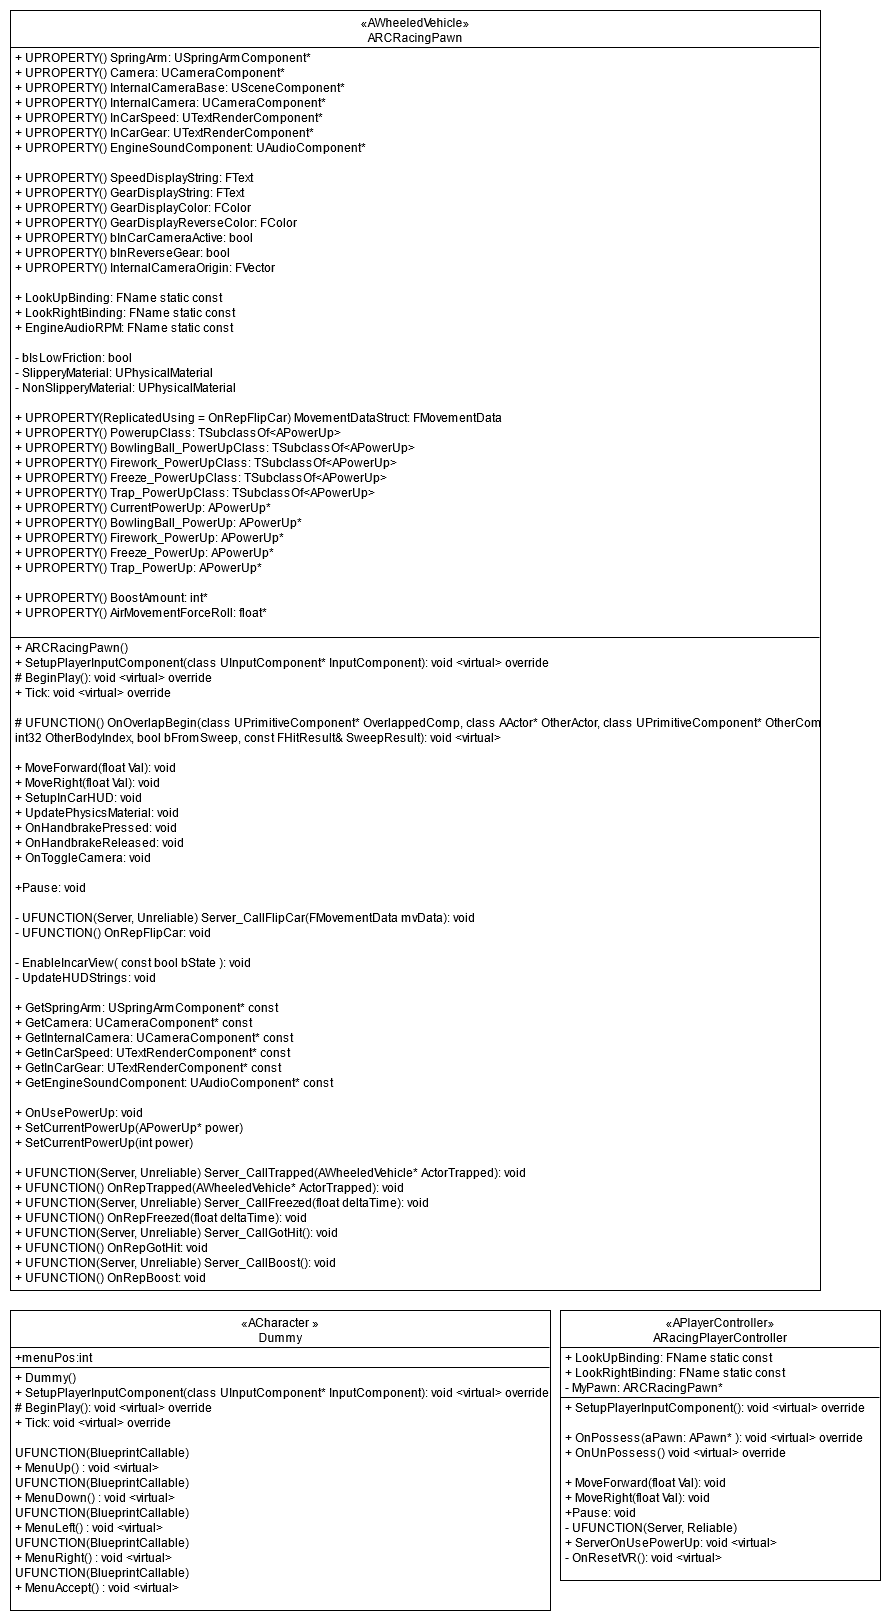 «AWheeledVehicle»
ARCRacingPawn
+ UPROPERTY() SpringArm: USpringArmComponent*
+ UPROPERTY() Camera: UCameraComponent*
+ UPROPERTY() InternalCameraBase: USceneComponent*
+ UPROPERTY() InternalCamera: UCameraComponent*
+ UPROPERTY() InCarSpeed: UTextRenderComponent*
+ UPROPERTY() InCarGear: UTextRenderComponent*
+ UPROPERTY() EngineSoundComponent: UAudioComponent*
+ UPROPERTY() SpeedDisplayString: FText
+ UPROPERTY() GearDisplayString: FText
+ UPROPERTY() GearDisplayColor: FColor
+ UPROPERTY() GearDisplayReverseColor: FColor
+ UPROPERTY() bInCarCameraActive: bool
+ UPROPERTY() bInReverseGear: bool
+ UPROPERTY() InternalCameraOrigin: FVector
+ LookUpBinding: FName static const
+ LookRightBinding: FName static const
+ EngineAudioRPM: FName static const
- bIsLowFriction: bool
- SlipperyMaterial: UPhysicalMaterial
- NonSlipperyMaterial: UPhysicalMaterial
+ UPROPERTY(ReplicatedUsing = OnRepFlipCar) MovementDataStruct: FMovementData
+ UPROPERTY() PowerupClass: TSubclassOf<APowerUp>
+ UPROPERTY() BowlingBall_PowerUpClass: TSubclassOf<APowerUp>
+ UPROPERTY() Firework_PowerUpClass: TSubclassOf<APowerUp>
+ UPROPERTY() Freeze_PowerUpClass: TSubclassOf<APowerUp>
+ UPROPERTY() Trap_PowerUpClass: TSubclassOf<APowerUp>
+ UPROPERTY() CurrentPowerUp: APowerUp*
+ UPROPERTY() BowlingBall_PowerUp: APowerUp*
+ UPROPERTY() Firework_PowerUp: APowerUp*
+ UPROPERTY() Freeze_PowerUp: APowerUp*
+ UPROPERTY() Trap_PowerUp: APowerUp*
+ UPROPERTY() BoostAmount: int*
+ UPROPERTY() AirMovementForceRoll: float*
+ ARCRacingPawn()
+ SetupPlayerInputComponent(class UInputComponent* InputComponent): void <virtual> override
# BeginPlay(): void <virtual> override
+ Tick: void <virtual> override
# UFUNCTION() OnOverlapBegin(class UPrimitiveComponent* OverlappedComp, class AActor* OtherActor, class UPrimitiveComponent* OtherCom
int32 OtherBodyIndex, bool bFromSweep, const FHitResult& SweepResult): void <virtual>
+ MoveForward(float Val): void
+ MoveRight(float Val): void
+ SetupInCarHUD: void
+ UpdatePhysicsMaterial: void
+ OnHandbrakePressed: void
+ OnHandbrakeReleased: void
+ OnToggleCamera: void
+Pause: void
- UFUNCTION(Server, Unreliable) Server_CallFlipCar(FMovementData mvData): void
- UFUNCTION() OnRepFlipCar: void
- EnableIncarView( const bool bState ): void
- UpdateHUDStrings: void
+ GetSpringArm: USpringArmComponent* const
+ GetCamera: UCameraComponent* const
+ GetInternalCamera: UCameraComponent* const
+ GetInCarSpeed: UTextRenderComponent* const
+ GetInCarGear: UTextRenderComponent* const
+ GetEngineSoundComponent: UAudioComponent* const
+ OnUsePowerUp: void
+ SetCurrentPowerUp(APowerUp* power)
+ SetCurrentPowerUp(int power)
+ UFUNCTION(Server, Unreliable) Server_CallTrapped(AWheeledVehicle* ActorTrapped): void
+ UFUNCTION() OnRepTrapped(AWheeledVehicle* ActorTrapped): void
+ UFUNCTION(Server, Unreliable) Server_CallFreezed(float deltaTime): void
+ UFUNCTION() OnRepFreezed(float deltaTime): void
+ UFUNCTION(Server, Unreliable) Server_CallGotHit(): void
+ UFUNCTION() OnRepGotHit: void
+ UFUNCTION(Server, Unreliable) Server_CallBoost(): void
+ UFUNCTION() OnRepBoost: void
«ACharacter »
Dummy
+menuPos:int
+ Dummy()
+ SetupPlayerInputComponent(class UInputComponent* InputComponent): void <virtual> override
# BeginPlay(): void <virtual> override
+ Tick: void <virtual> override
UFUNCTION(BlueprintCallable)
+ MenuUp() : void <virtual>
UFUNCTION(BlueprintCallable)
+ MenuDown() : void <virtual>
UFUNCTION(BlueprintCallable)
+ MenuLeft() : void <virtual>
UFUNCTION(BlueprintCallable)
+ MenuRight() : void <virtual>
UFUNCTION(BlueprintCallable)
+ MenuAccept() : void <virtual>
«APlayerController»
ARacingPlayerController
+ LookUpBinding: FName static const
+ LookRightBinding: FName static const
- MyPawn: ARCRacingPawn*
+ SetupPlayerInputComponent(): void <virtual> override
+ OnPossess(aPawn: APawn* ): void <virtual> override
+ OnUnPossess() void <virtual> override
+ MoveForward(float Val): void
+ MoveRight(float Val): void
+Pause: void
- UFUNCTION(Server, Reliable)
+ ServerOnUsePowerUp: void <virtual>
- OnResetVR(): void <virtual>